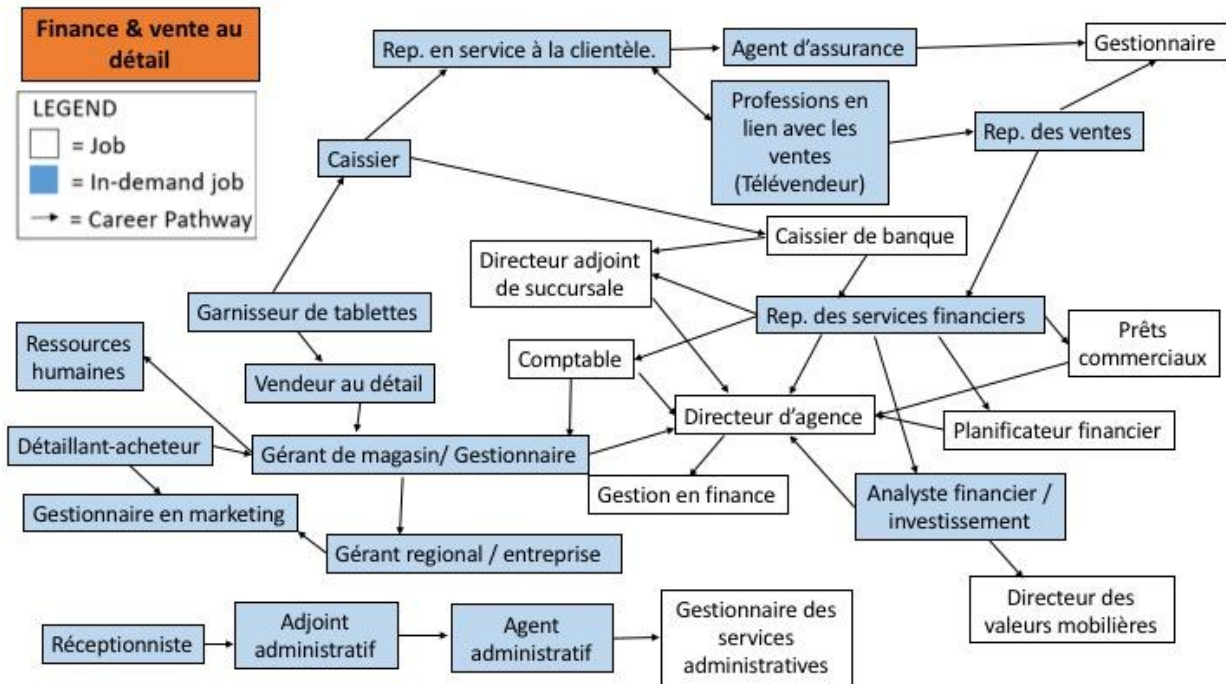 Finance & vente au
détail
LEGEND
= Job
= In-demand job
= Career Pathway
Rep. en service à la clientèle.
Agent d'assurance
Gestionnaire
Professions en
lien avec les
ventes
(Télévendeur)
Rep. des ventes
Caissier
Caissier de banque
Directeur adjoint
de succursale
Garnisseur de tablettes
Rep. des services financiers
Ressources
humaines
Prêts
commerciaux
Comptable
Vendeur au détail
Directeur d'agence
Planificateur financier
Détaillant-acheteur
Gérant de magasin/ Gestionnaire
Gestion en finance
Analyste financier /
investissement
Gestionnaire en marketing
Gérant regional / entreprise
Directeur des
valeurs mobilières
Réceptionniste
Adjoint
administratif
Agent
administratif
Gestionnaire des
services
administratives